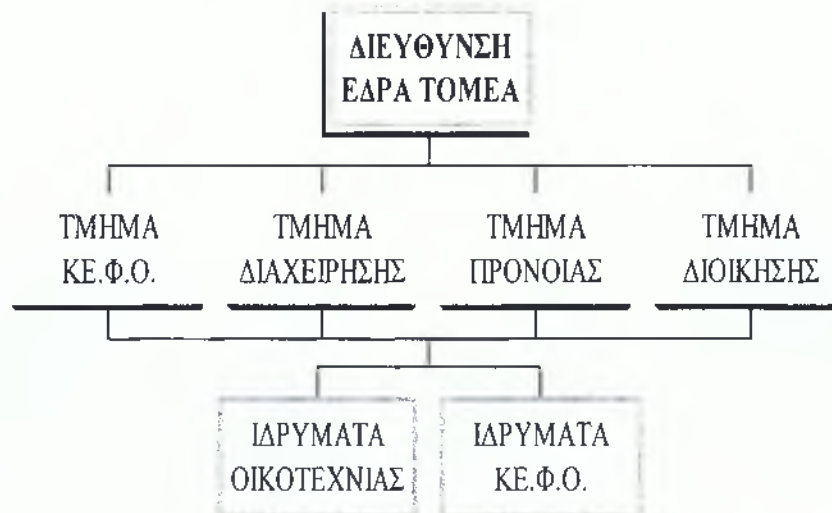 ΔΙΕΥΘΥΝΣΗ
ΕΔΡΑ ΤΟΜΕΑ
ΤΜΗΜΑ
ΚΕ.Φ.Ο.
ΤΜΗΜΑ
ΔΙΑΧΕΙΡΗΣΗΣ
ΤΜΗΜΑ
ΠΡΟΝΟΙΑΣ
ΤΜΗΜΑ
ΔΙΟΙΚΗΣΗΣ
ΙΔΡΥΜΑΤΑ
ΟΙΚΟΤΕΧΝΙΑΣ
ΙΔΡΥΜΑΤΑ
ΚΕ.Φ.Ο.